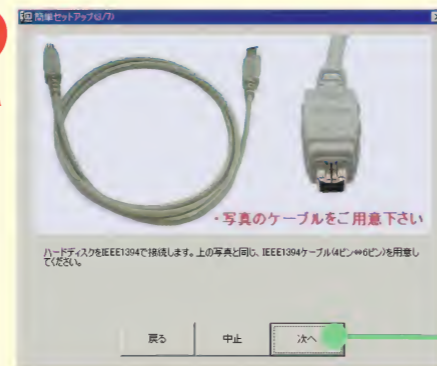 簡単セットアップ(3/7)
・写真のケーブルをご用意下さい
ハードディスクをIEEE1394で接続します。上の写真と同じ、IEEE1394ケーブル(4ピン⇔6ピン)を用意し
てください。
戻る 中止 次へ